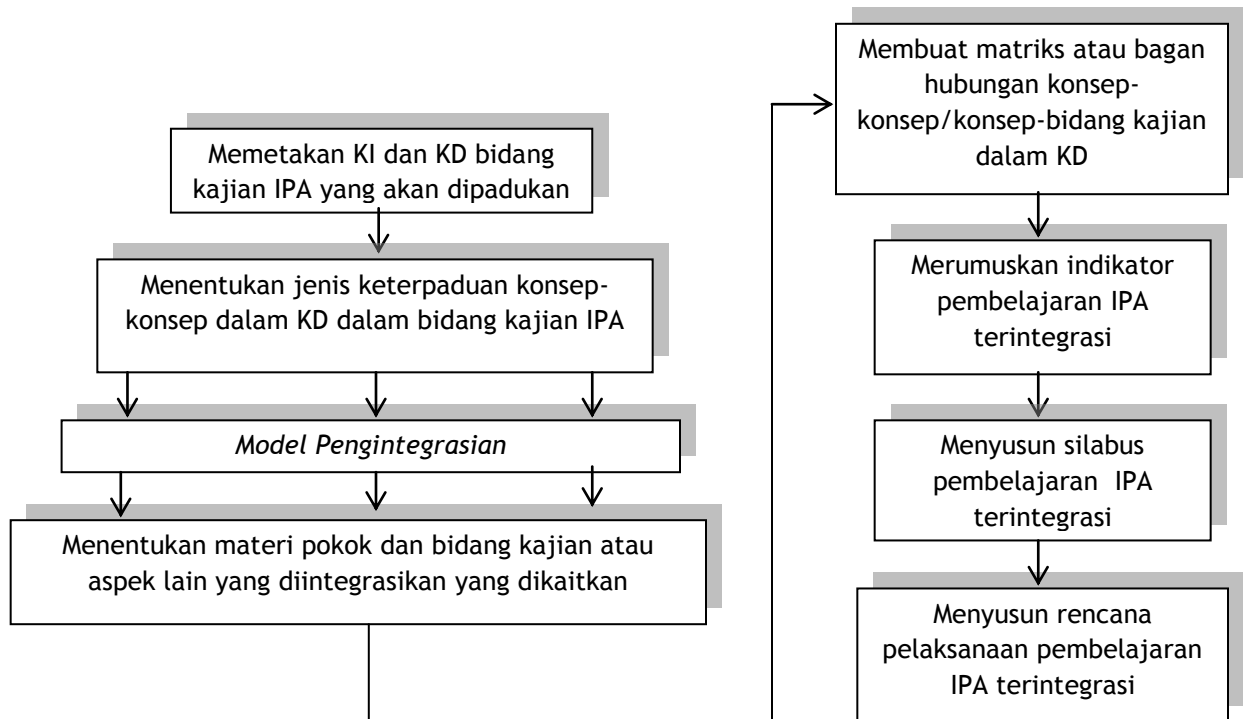 Memetakan KI dan KD bidang
kajian IPA yang akan dipadukan
Menentukan jenis keterpaduan konsep-
konsep dalam KD dalam bidang kajian IPA
Model Pengintegrasian
Menentukan materi pokok dan bidang kajian atau
aspek lain yang diintegrasikan yang dikaitkan
Membuat matriks atau bagan
hubungan konsep-
konsep/konsep-bidang kajian
dalam KD
Merumuskan indikator
pembelajaran IPA
terintegrasi
Menyusun silabus
pembelajaran IPA
terintegrasi
Menyusun rencana
pelaksanaan pembelajaran
IPA terintegrasi